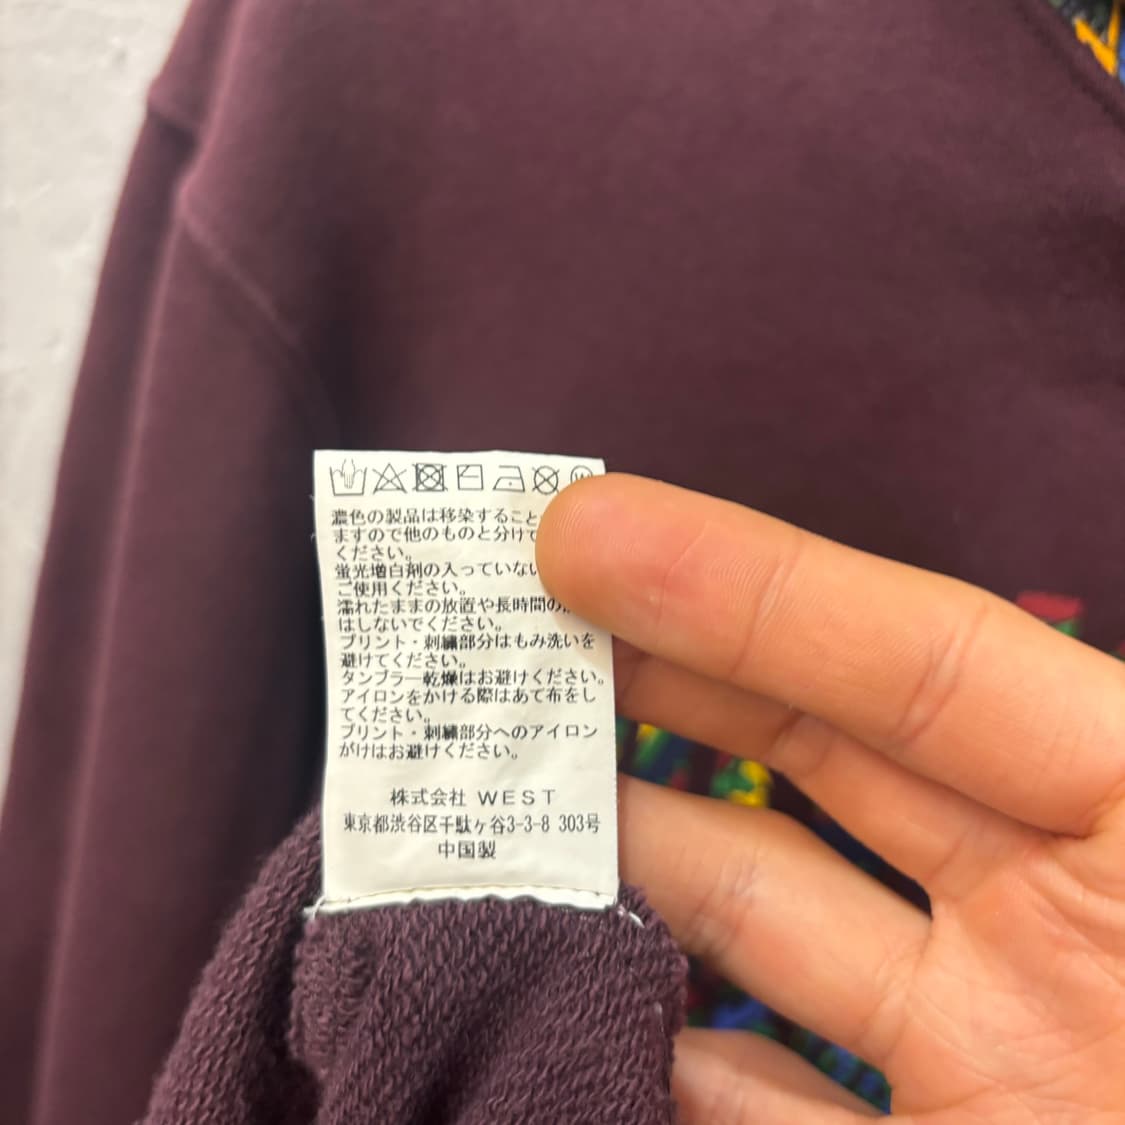 濃色の製品は移染すること
ますので他のものと分けて
ください。
蛍光増白剤の入っていない
ご使用ください。
濡れたままの放置や長時間の
はしないでください。
プリント・刺繍部分はもみ洗いを
避けてください。
タンブラー乾燥はお避けください。
アイロンをかける際はあて布をし
てください。
プリント・刺繍部分へのアイロン
がけはお避けください。
株式会社 WEST
東京都渋谷区千駄ヶ谷3-3-8 303号
中国製